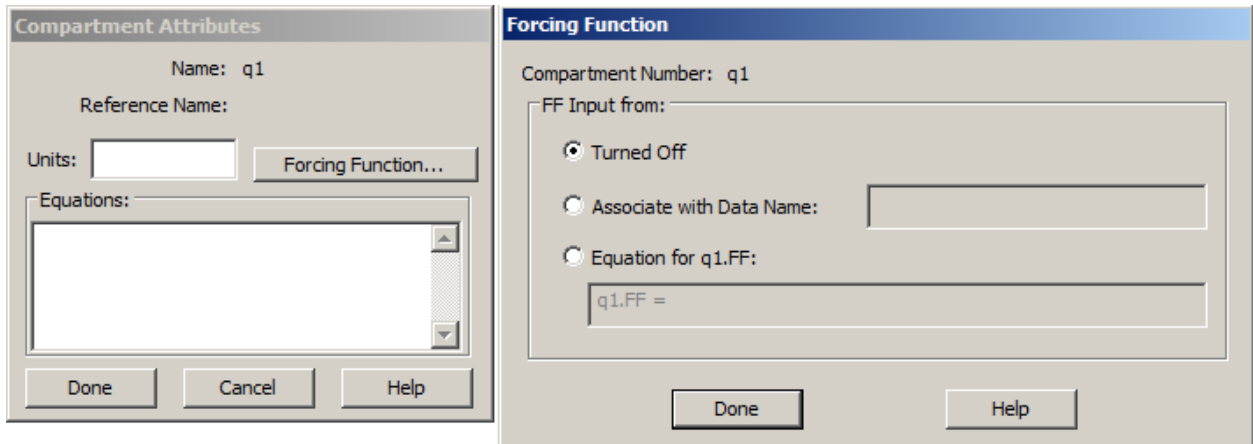 Compartment Attributes
Name: q1
Reference Name:
Units:
Forcing Function...
Equations:
Done Cancel Help
Forcing Function
Compartment Number: q1
FF Input from:
Turned Off
Associate with Data Name:
Equation for q1.FF:
q1.FF =
Done Help